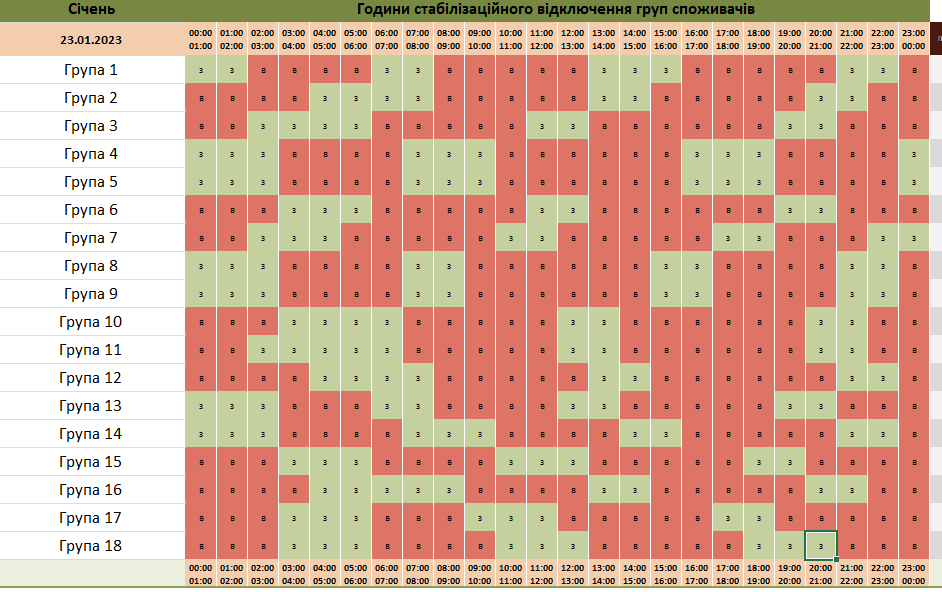 Січень Години стабілізаційного відключення груп споживачів
23.01.2023
00:00 01:00 02:00 03:00 04:00 05:00 06:00 07:00 08:00 09:00 10:00 11:00 12:00 13:00 14:00 15:00 16:00 17:00 18:00 19:00 20:00 21:00 22:00 23:00
01:00 02:00 03:00 04:00 05:00 06:00 07:00 08:00 09:00 10:00 11:00 12:00 13:00 14:00 15:00 16:00 17:00 18:00 19:00 20:00 21:00 22:00 23:00 00:00
Група 1 з з в в в в з з в в в в в з з з в в в в в з з в
Група 2 в в в в з з з з в в в в в з з в в в в в з з в в
Група 3 в в з з з з в в в в в з з в в в в в в з з в в в
Група 4 з з з в в в в з з з в в в в в в з з з в в в в з
Група 5 з з з в в в в з з з в в в в в в з з з в в в в з
Група 6 в в в з з з в в в в в з з в в в в в в з з в в в
Група 7 в в з з з в в в в в з з в в в в в з з в в в з з
Група 8 з з з в в в в з з в в в в в в з з в в в в з з в
Група 9 з з з в в в в з з в в в в в в з з в в в в з з в
Група 10 в в в з з з з в в в в в з з в в в в в в з з в в
Група 11 в в з з з з з в в в в в з з в в в в в в з з в в
Група 12 в в в в з з з з в в в в в з з в в в в в в з з в
Група 13 з з з в в в з з в в в в з з в в в в в з з в в в
Група 14 з з з в в в в з з з в в в в з з в в в в в з з в
Група 15 в в в з з з в в в в з з з в в в в в з з в в в в
Група 16 в в в в з з з з з в в в в з з в в в в в з з в в
Група 17 в в в з з з в в в з з з в в в в в з з в в в в в
Група 18 в в в з з з в в в в з з з в в в в в з з з в в в
00:00 01:00 02:00 03:00 04:00 05:00 06:00 07:00 08:00 09:00 10:00 11:00 12:00 13:00 14:00 15:00 16:00 17:00 18:00 19:00 20:00 21:00 22:00 23:00
01:00 02:00 03:00 04:00 05:00 06:00 07:00 08:00 09:00 10:00 11:00 12:00 13:00 14:00 15:00 16:00 17:00 18:00 19:00 20:00 21:00 22:00 23:00 00:00